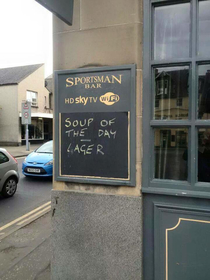 SPORTSMAN
BAR
HD sky TV WiFi
SOUP OF
THE DAY
—
LAGER